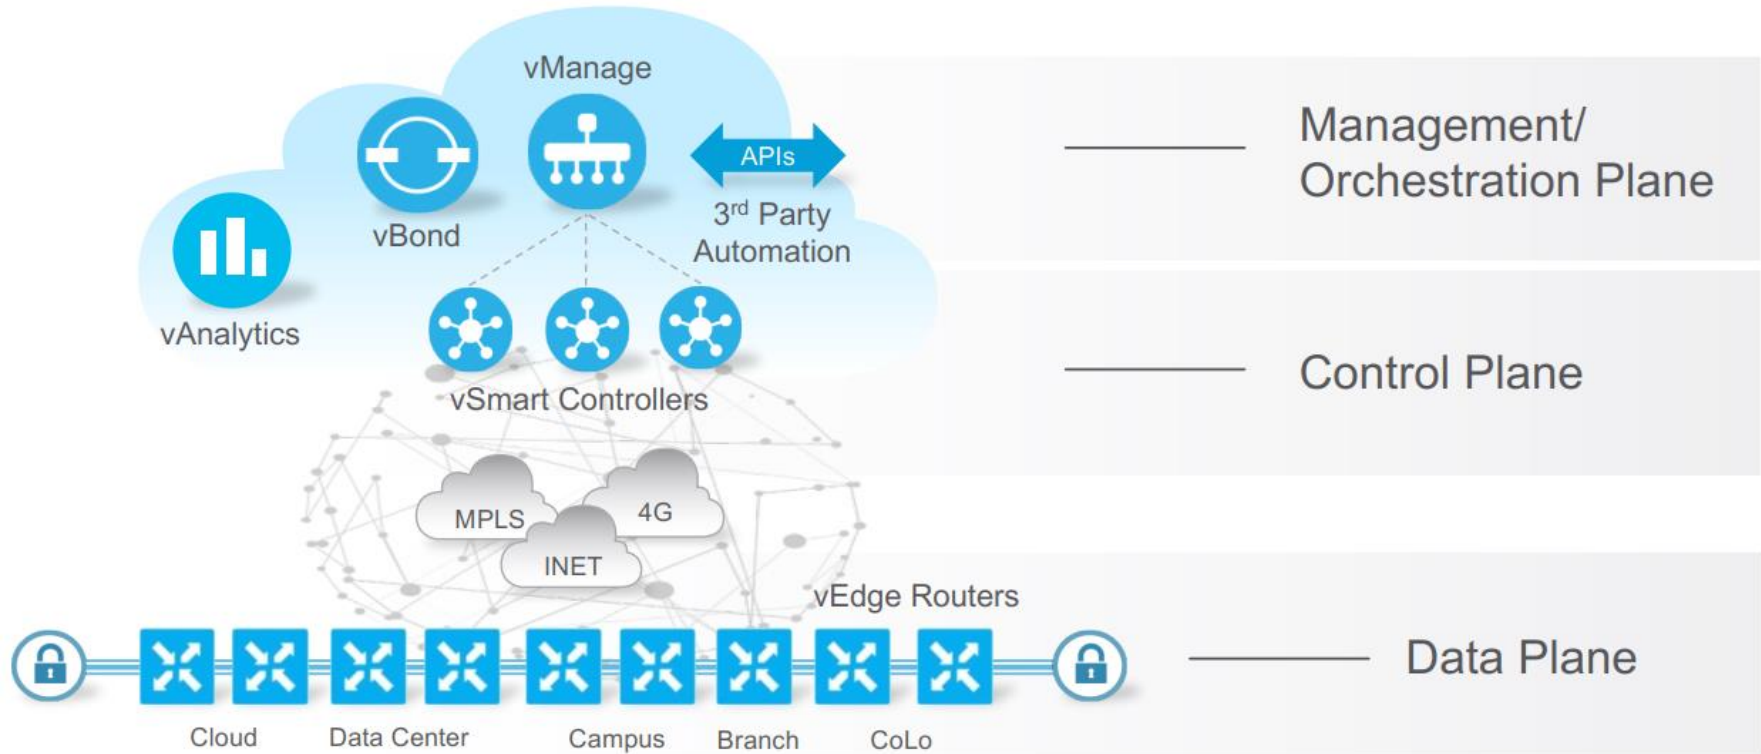 vManage
APIs
vBond
3rd Party
Automation
vAnalytics
vSmart Controllers
Management/
Orchestration Plane
Control Plane
MPLS
4G
INET
vEdge Routers
Data Plane
Cloud
Data Center
Campus
Branch
CoLo